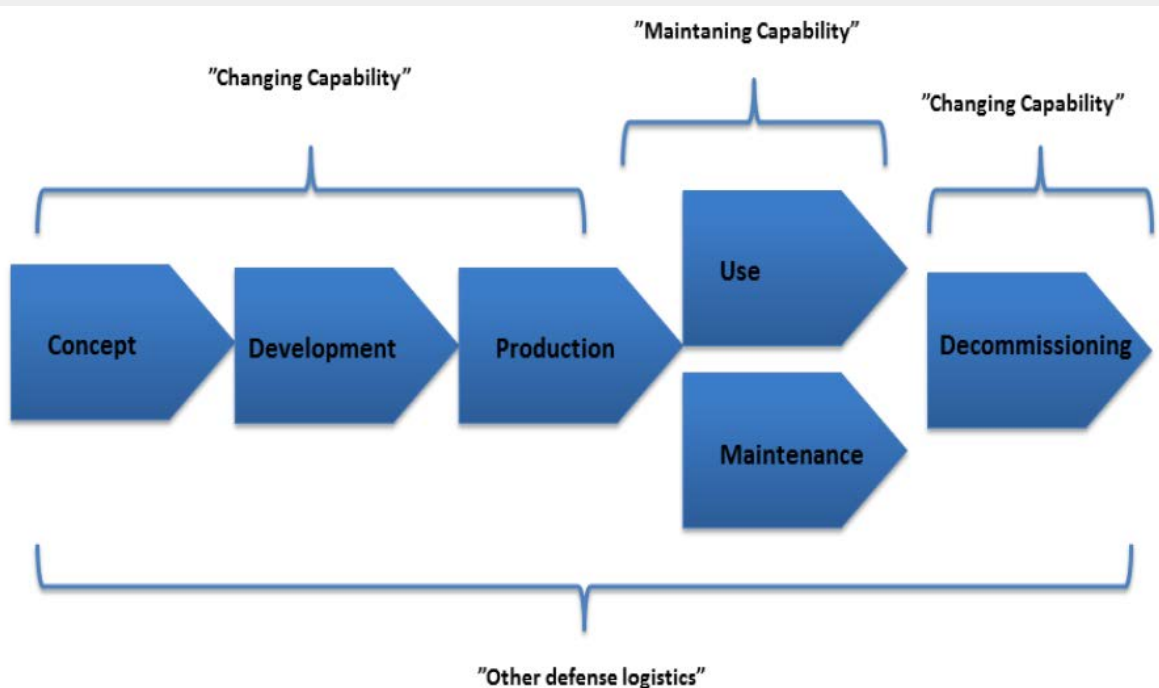 ”Maintaning Capability”
”Changing Capability”
”Changing Capability”
Use
Concept
Development
Production
Decommissioning
Maintenance
”Other defense logistics”